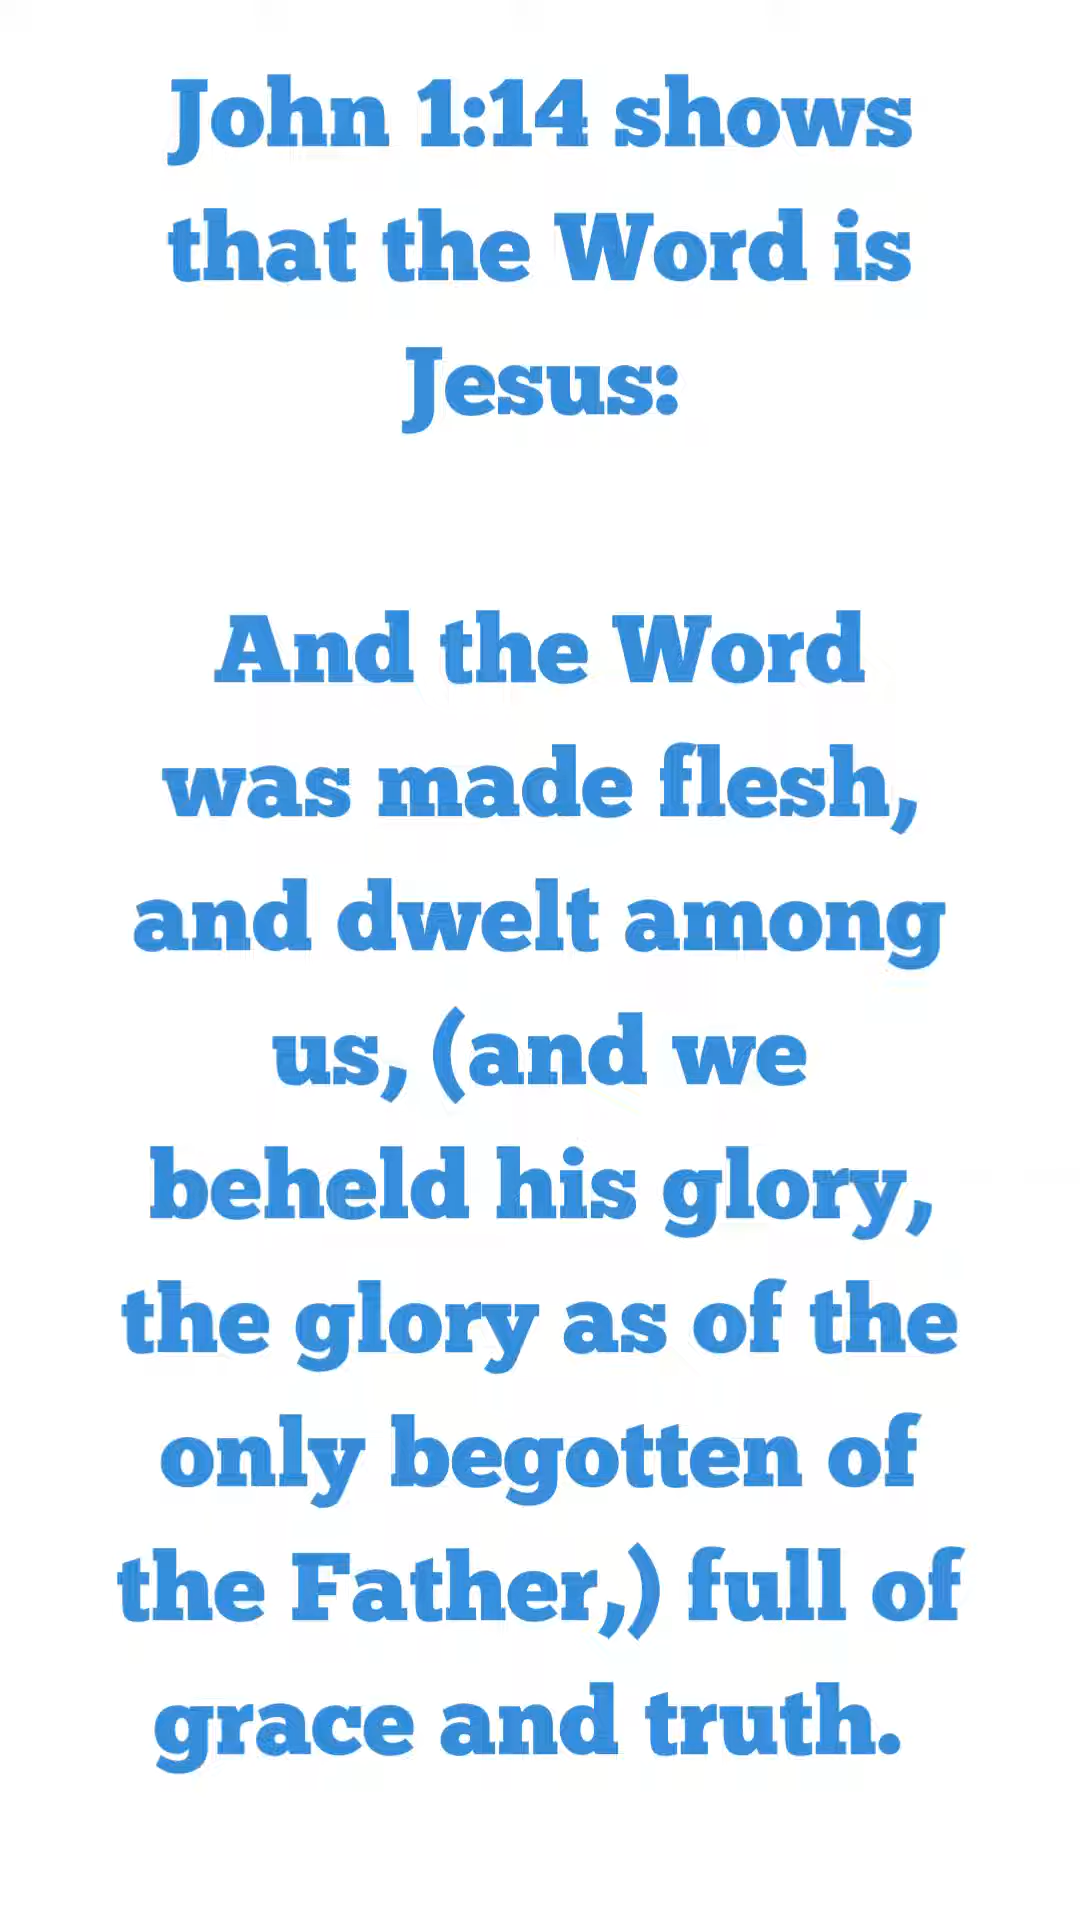 John 1:14 shows
that the Word is
Jesus:
And the Word
was made flesh,
and dwelt among
us, (and we
beheld his glory,
the glory as of the
only begotten of
the Father,) full of
grace and truth.